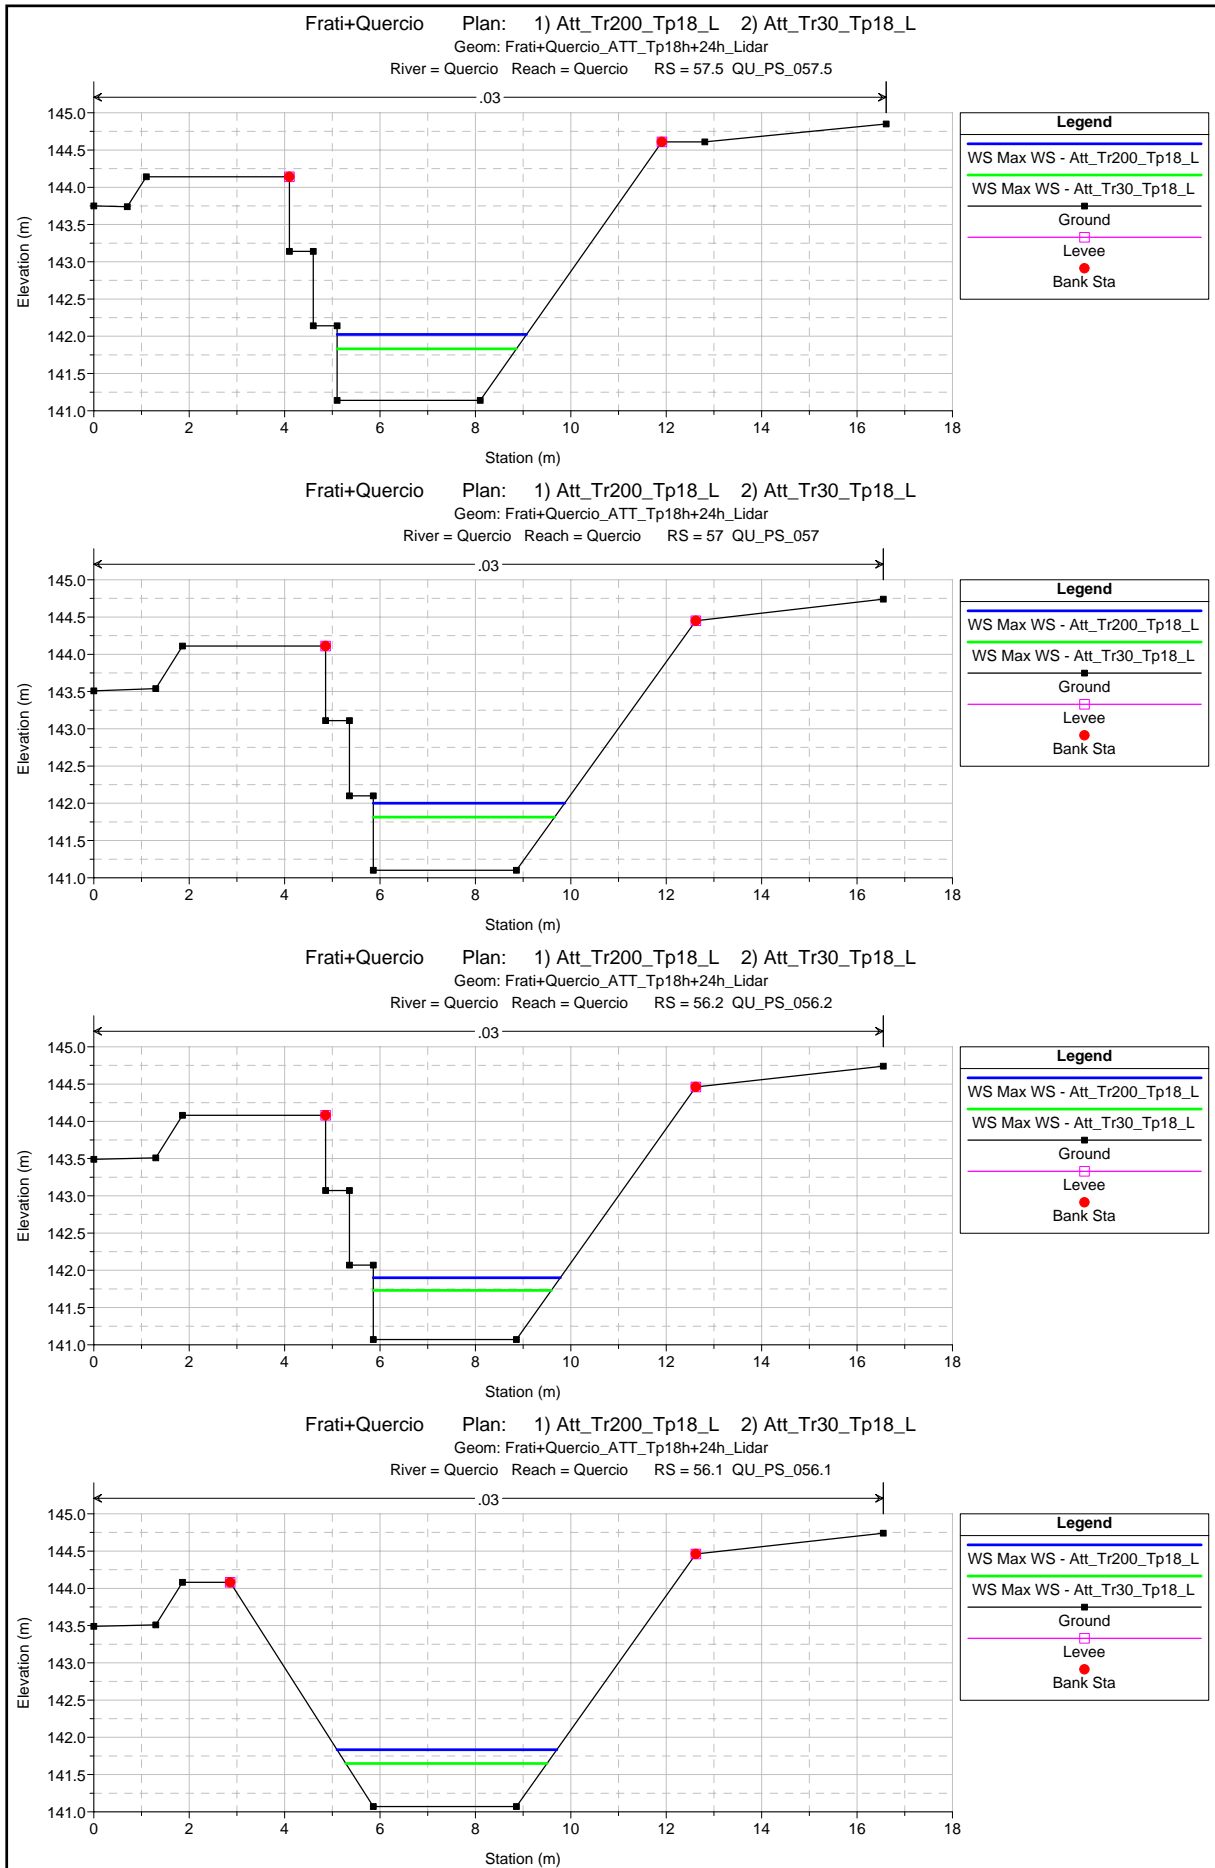 Frati+Quercio Plan: 1) Att_Tr200_Tp18_L 2) Att_Tr30_Tp18_L
Geom: Frati+Quercio_ATT_Tp18h+24h_Lidar
River = Quercio Reach = Quercio RS = 57.5 QU_PS_057.5
.03
145.0
144.5
144.0
143.5
143.0
142.5
142.0
141.5
141.0
Elevation (m)
0 2 4 6 8 10 12 14 16 18
Station (m)
Legend
WS Max WS - Att_Tr200_Tp18_L
WS Max WS - Att_Tr30_Tp18_L
Ground
Levee
Bank Sta
Frati+Quercio Plan: 1) Att_Tr200_Tp18_L 2) Att_Tr30_Tp18_L
Geom: Frati+Quercio_ATT_Tp18h+24h_Lidar
River = Quercio Reach = Quercio RS = 57 QU_PS_057
.03
145.0
144.5
144.0
143.5
143.0
142.5
142.0
141.5
141.0
Elevation (m)
0 2 4 6 8 10 12 14 16 18
Station (m)
Legend
WS Max WS - Att_Tr200_Tp18_L
WS Max WS - Att_Tr30_Tp18_L
Ground
Levee
Bank Sta
Frati+Quercio Plan: 1) Att_Tr200_Tp18_L 2) Att_Tr30_Tp18_L
Geom: Frati+Quercio_ATT_Tp18h+24h_Lidar
River = Quercio Reach = Quercio RS = 56.2 QU_PS_056.2
.03
145.0
144.5
144.0
143.5
143.0
142.5
142.0
141.5
141.0
Elevation (m)
0 2 4 6 8 10 12 14 16 18
Station (m)
Legend
WS Max WS - Att_Tr200_Tp18_L
WS Max WS - Att_Tr30_Tp18_L
Ground
Levee
Bank Sta
Frati+Quercio Plan: 1) Att_Tr200_Tp18_L 2) Att_Tr30_Tp18_L
Geom: Frati+Quercio_ATT_Tp18h+24h_Lidar
River = Quercio Reach = Quercio RS = 56.1 QU_PS_056.1
.03
145.0
144.5
144.0
143.5
143.0
142.5
142.0
141.5
141.0
Elevation (m)
0 2 4 6 8 10 12 14 16 18
Station (m)
Legend
WS Max WS - Att_Tr200_Tp18_L
WS Max WS - Att_Tr30_Tp18_L
Ground
Levee
Bank Sta